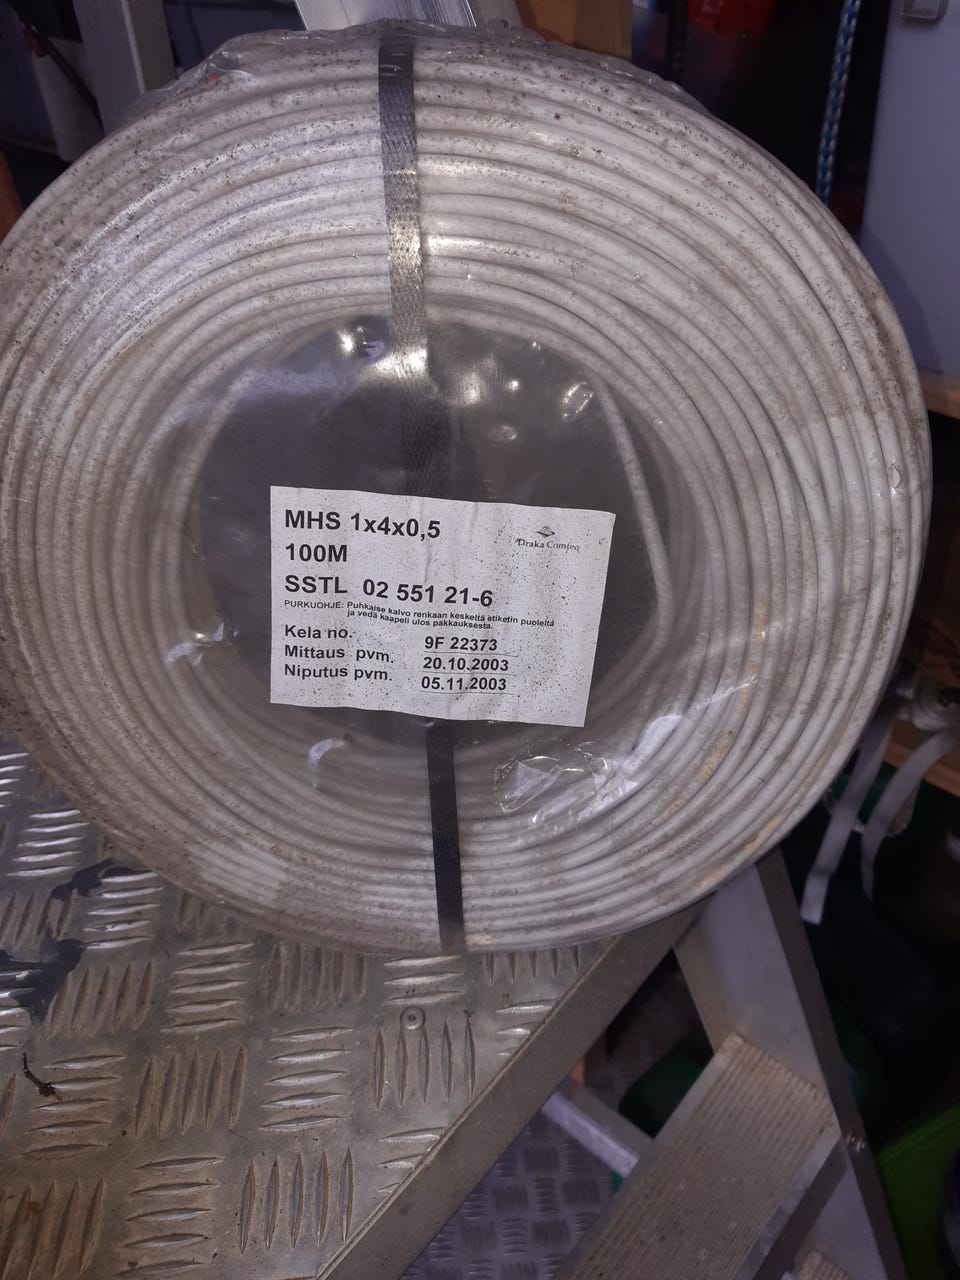 MHS 1x4x0,5
Draka Comteq
100M
SSTL 02 551 21-6
PURKUOHJE: Puhkaise kalvo renkaan keskeltä etiketin puolelta
ja vedä kaapeli ulos pakkauksesta.
Kela no. 9F 22373
Mittaus pvm. 20.10.2003
Niputus pvm. 05.11.2003